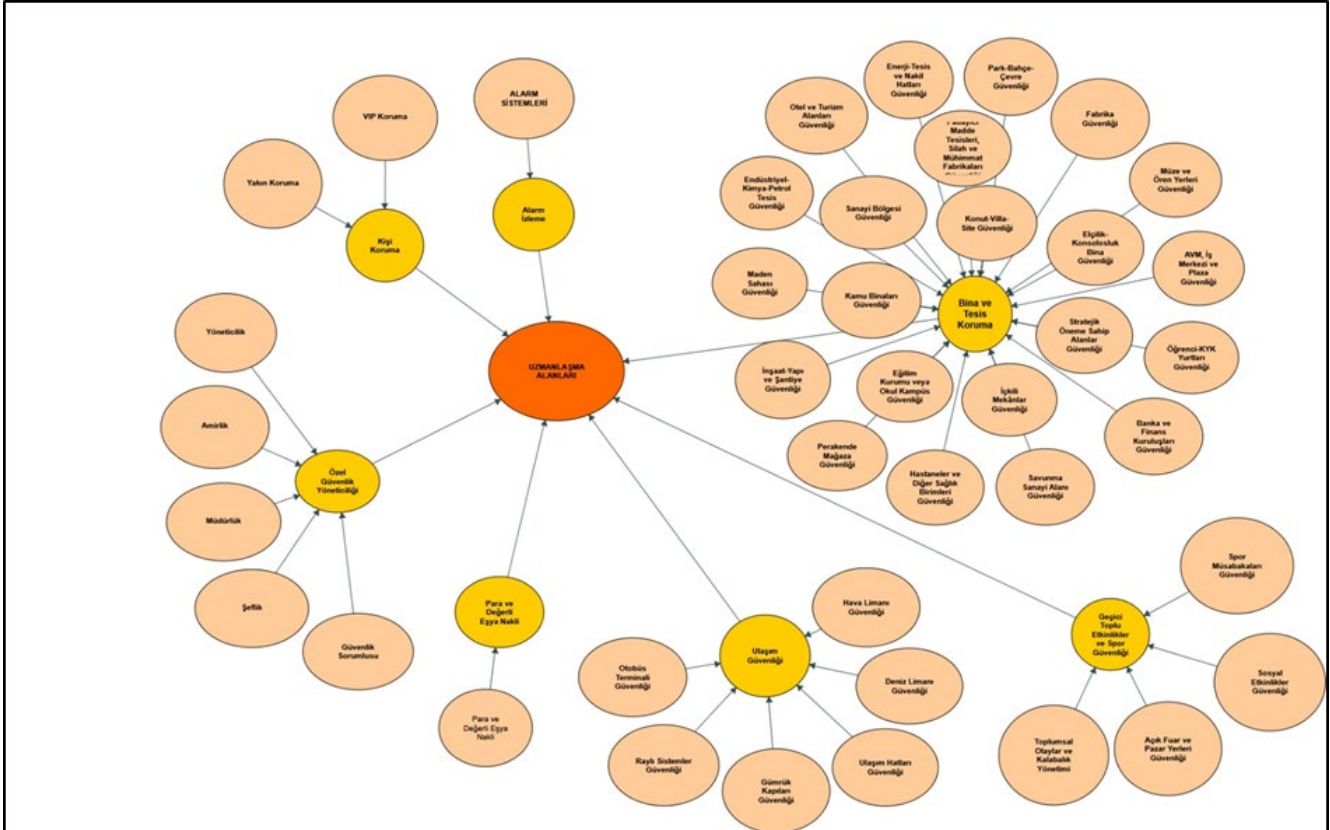 ALARM
SİSTEMLERİ
VIP Koruma
Yakın Koruma
Kişi
Koruma
Alarm
İzleme
Enerji-Tesis
ve Nakil
Hatları
Güvenliği
Park-Bahçe-
Çevre
Güvenliği
Otel ve Turizm
Alanları
Güvenliği
Madde
Tesisleri,
Silah ve
Mühimmat
Fabrikaları
Fabrika
Güvenliği
Endüstriyel-
Kimya-Petrol
Tesis
Güvenliği
Sanayi Bölgesi
Güvenliği
Konut-Villa-
Site Güvenliği
Müze ve
Ören Yerleri
Güvenliği
Elçilik-
Konsolosluk
Bina
Güvenliği
AVM, İş
Merkezi ve
Plaza
Güvenliği
Maden
Sahası
Güvenliği
Kamu Binaları
Güvenliği
Bina ve
Tesis
Koruma
Stratejik
Öneme Sahip
Alanlar
Güvenliği
Öğrenci-KYK
Yurtları
Güvenliği
İnşaat-Yapı
ve Şantiye
Güvenliği
Eğitim
Kurumu veya
Okul Kampüs
Güvenliği
İçkili
Mekânlar
Güvenliği
Banka ve
Finans
Kuruluşları
Güvenliği
Perakende
Mağaza
Güvenliği
Hastaneler ve
Diğer Sağlık
Birimleri
Güvenliği
Savunma
Sanayi Alanı
Güvenliği
UZMANLAŞMA
ALANLARI
Yöneticilik
Amirlik
Müdürlük
Şeflik
Güvenlik
Sorumlusu
Özel
Güvenlik
Yöneticiliği
Para ve
Değerli
Eşya Nakli
Para ve
Değerli Eşya
Nakli
Ulaşım
Güvenliği
Hava Limanı
Güvenliği
Otobüs
Terminali
Güvenliği
Deniz Limanı
Güvenliği
Raylı Sistemler
Güvenliği
Gümrük
Kapıları
Güvenliği
Ulaşım Hatları
Güvenliği
Geçici
Toplu
Etkinlikler
ve Spor
Güvenliği
Spor
Müsabakaları
Güvenliği
Sosyal
Etkinlikler
Güvenliği
Toplumsal
Olaylar ve
Kalabalık
Yönetimi
Açık Fuar ve
Pazar Yerleri
Güvenliği